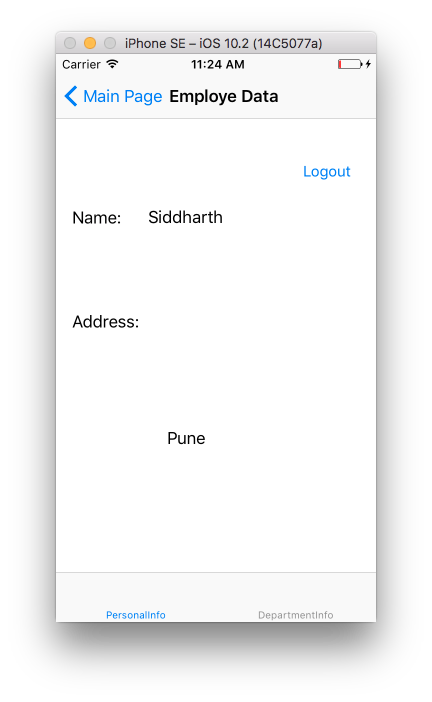 iPhone SE – iOS 10.2 (14C5077a)
Carrier 11:24 AM
Main Page Employe Data
Logout
Name: Siddharth
Address:
Pune
PersonalInfo DepartmentInfo